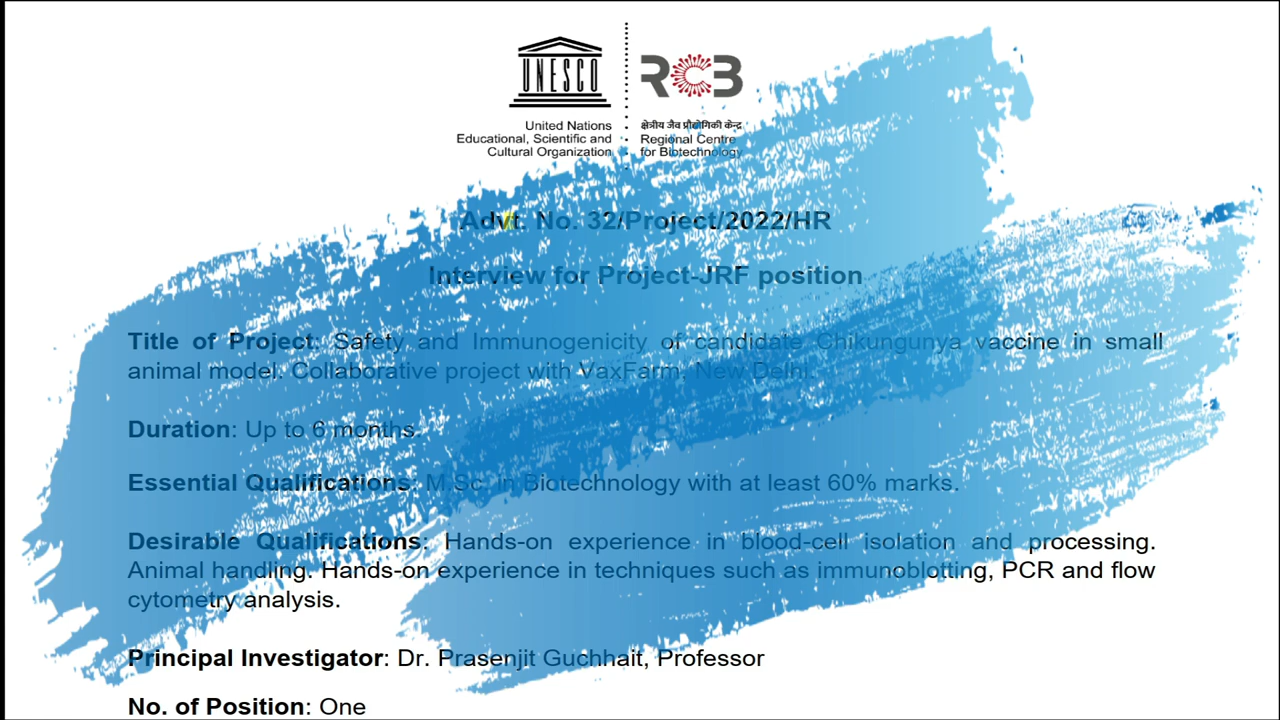 UNESCO
United Nations
Educational, Scientific and
Cultural Organization
RCB
क्षेत्रीय जैव प्रौद्योगिकी केन्द्र
Regional Centre
for Biotechnology
Advt. No. 32/Project/2022/HR
Interview for Project-JRF position
Title of Project: Safety and Immunogenicity of candidate Chikungunya vaccine in small
animal model. Collaborative project with VaxFarm, New Delhi.
Duration: Up to 6 months.
Essential Qualifications: M.Sc. in Biotechnology with at least 60% marks.
Desirable Qualifications: Hands-on experience in blood-cell isolation and processing.
Animal handling. Hands-on experience in techniques such as immunoblotting, PCR and flow
cytometry analysis.
Principal Investigator: Dr. Prasenjit Guchhait, Professor
No. of Position: One